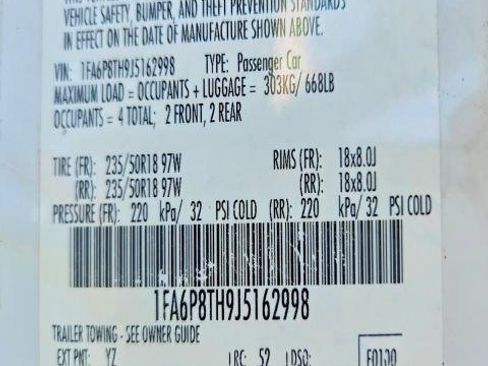 VEHICLE SAFETY, BUMPER, AND THEFT PREVENTION STANDARDS
IN EFFECT ON THE DATE OF MANUFACTURE SHOWN ABOVE.
VIN: 1FA6P8TH9J5162998 TYPE: Passenger Car
MAXIMUM LOAD = OCCUPANTS + LUGGAGE = 303KG/ 668LB
OCCUPANTS = 4 TOTAL; 2 FRONT, 2 REAR
TIRE (FR): 235/50R18 97W RIMS (FR): 18x8.0J
(RR): 235/50R18 97W (RR): 18x8.0J
PRESSURE (FR): 220 kPa/ 32 PSI COLD (RR): 220 kPa/ 32 PSI COLD
1FA6P8TH9J5162998
TRAILER TOWING - SEE OWNER GUIDE
EXT PNT: YZ RC: 52 DSO: F0100